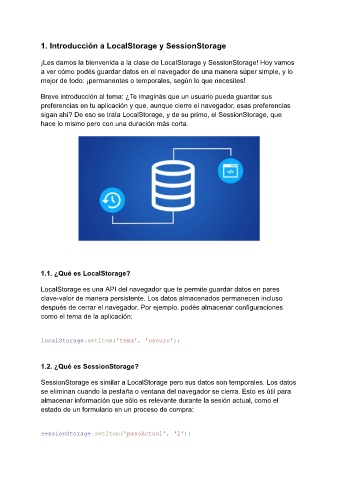 1. Introducción a LocalStorage y SessionStorage
¡Les damos la bienvenida a la clase de LocalStorage y SessionStorage! Hoy vamos
a ver cómo podés guardar datos en el navegador de una manera súper simple, y lo
mejor de todo: ¡permanentes o temporales, según lo que necesites!
Breve introducción al tema: ¿Te imaginás que un usuario pueda guardar sus
preferencias en tu aplicación y que, aunque cierre el navegador, esas preferencias
sigan ahí? De eso se trata LocalStorage, y de su primo, el SessionStorage, que
hace lo mismo pero con una duración más corta.
</>
1.1. ¿Qué es LocalStorage?
LocalStorage es una API del navegador que te permite guardar datos en pares
clave-valor de manera persistente. Los datos almacenados permanecen incluso
después de cerrar el navegador. Por ejemplo, podés almacenar configuraciones
como el tema de la aplicación:
localStorage.setItem('tema', 'oscuro');
1.2. ¿Qué es SessionStorage?
SessionStorage es similar a LocalStorage pero sus datos son temporales. Los datos
se eliminan cuando la pestaña o ventana del navegador se cierra. Esto es útil para
almacenar información que sólo es relevante durante la sesión actual, como el
estado de un formulario en un proceso de compra:
sessionStorage.setItem('pasoActual', '2');